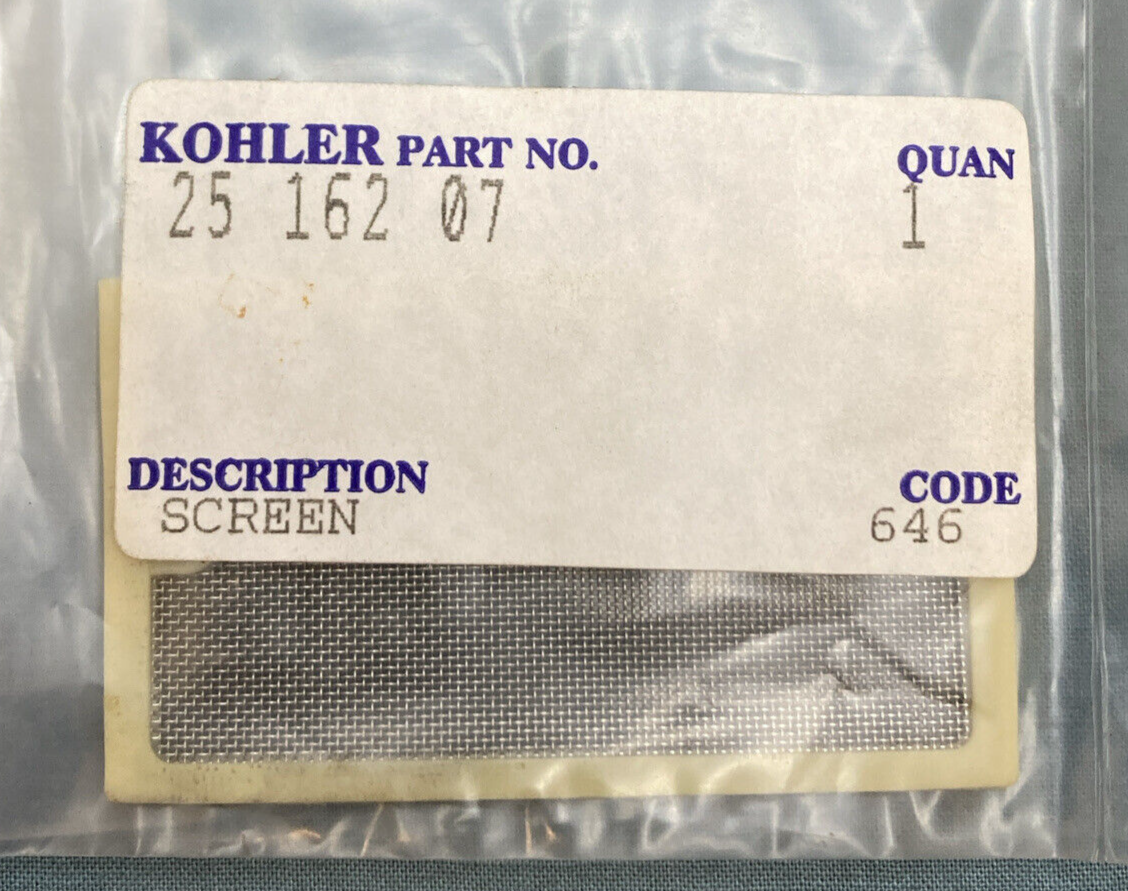 KOHLER PART NO. QUAN
25 162 07 1
DESCRIPTION CODE
SCREEN 646